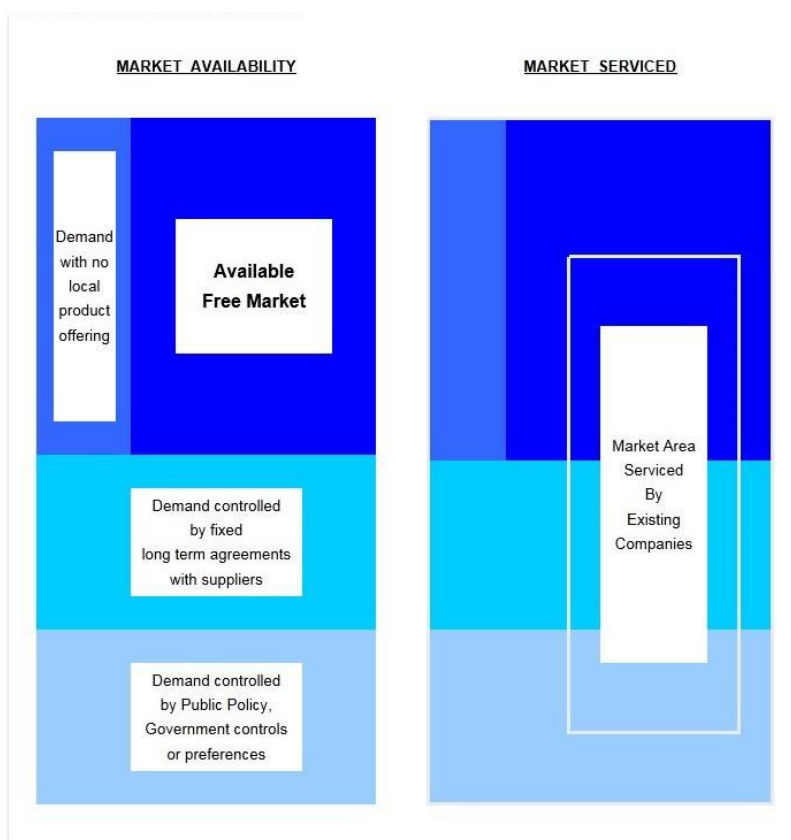 MARKET AVAILABILITY
MARKET SERVICED
Demand
with no
local
product
offering
Available
Free Market
Demand controlled
by fixed
long term agreements
with suppliers
Demand controlled
by Public Policy,
Government controls
or preferences
Market Area
Serviced
By
Existing
Companies